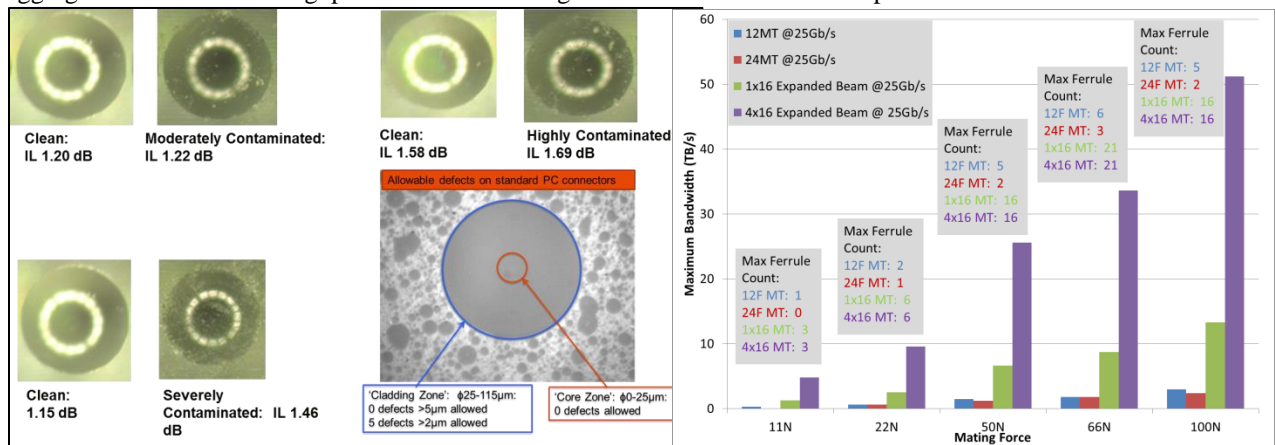 Clean:
IL 1.20 dB
Moderately Contaminated:
IL 1.22 dB
Clean:
IL 1.58 dB
Highly Contaminated
IL 1.69 dB
Clean:
1.15 dB
Severely
Contaminated: IL 1.46
dB
Allowable defects on standard PC connectors
'Cladding Zone': ϕ25-115μm:
0 defects >5μm allowed
5 defects >2μm allowed
'Core Zone': ϕ0-25μm:
0 defects allowed
Maximum Bandwidth (TB/s)
60
50
40
30
20
10
0
12MT @25Gb/s
24MT @25Gb/s
1x16 Expanded Beam @25Gb/s
4x16 Expanded Beam @ 25Gb/s
Max Ferrule
Count:
12F MT: 1
24F MT: 0
1x16 MT: 3
4x16 MT: 3
Max Ferrule
Count:
12F MT: 2
24F MT: 1
1x16 MT: 6
4x16 MT: 6
Max Ferrule
Count:
12F MT: 5
24F MT: 2
1x16 MT: 16
4x16 MT: 16
Max Ferrule
Count:
12F MT: 6
24F MT: 3
1x16 MT: 21
4x16 MT: 21
Max Ferrule
Count:
12F MT: 5
24F MT: 2
1x16 MT: 16
4x16 MT: 16
11N
22N
50N
66N
100N
Mating Force